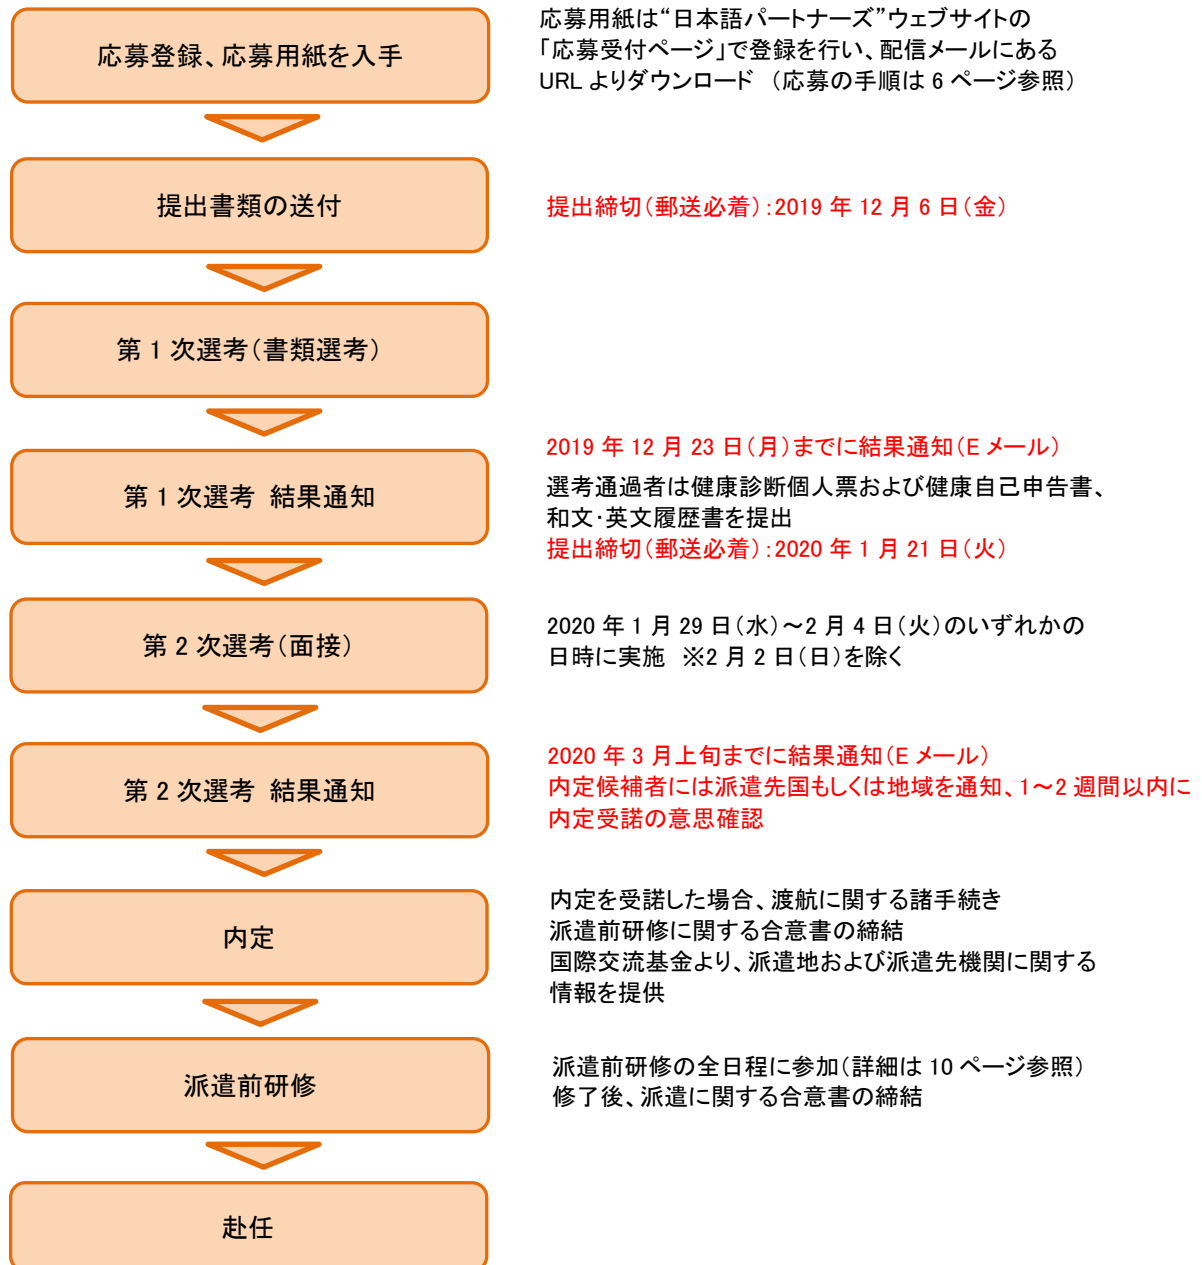 応募登録、応募用紙を入手
応募用紙は“日本語パートナーズ”ウェブサイトの
「応募受付ページ」で登録を行い、配信メールにある
URL よりダウンロード （応募の手順は 6 ページ参照）
提出書類の送付
提出締切（郵送必着）：2019 年 12 月 6 日（金）
第 1 次選考（書類選考）
第 1 次選考 結果通知
2019 年 12 月 23 日（月）までに結果通知（E メール）
選考通過者は健康診断個人票および健康自己申告書、
和文・英文履歴書を提出
提出締切（郵送必着）：2020 年 1 月 21 日（火）
第 2 次選考（面接）
2020 年 1 月 29 日（水）～2 月 4 日（火）のいずれかの
日時に実施 ※2 月 2 日（日）を除く
第 2 次選考 結果通知
2020 年 3 月上旬までに結果通知（E メール）
内定候補者には派遣先国もしくは地域を通知、1～2 週間以内に
内定受諾の意思確認
内定
内定を受諾した場合、渡航に関する諸手続き
派遣前研修に関する合意書の締結
国際交流基金より、派遣地および派遣先機関に関する
情報を提供
派遣前研修
派遣前研修の全日程に参加（詳細は 10 ページ参照）
修了後、派遣に関する合意書の締結
赴任